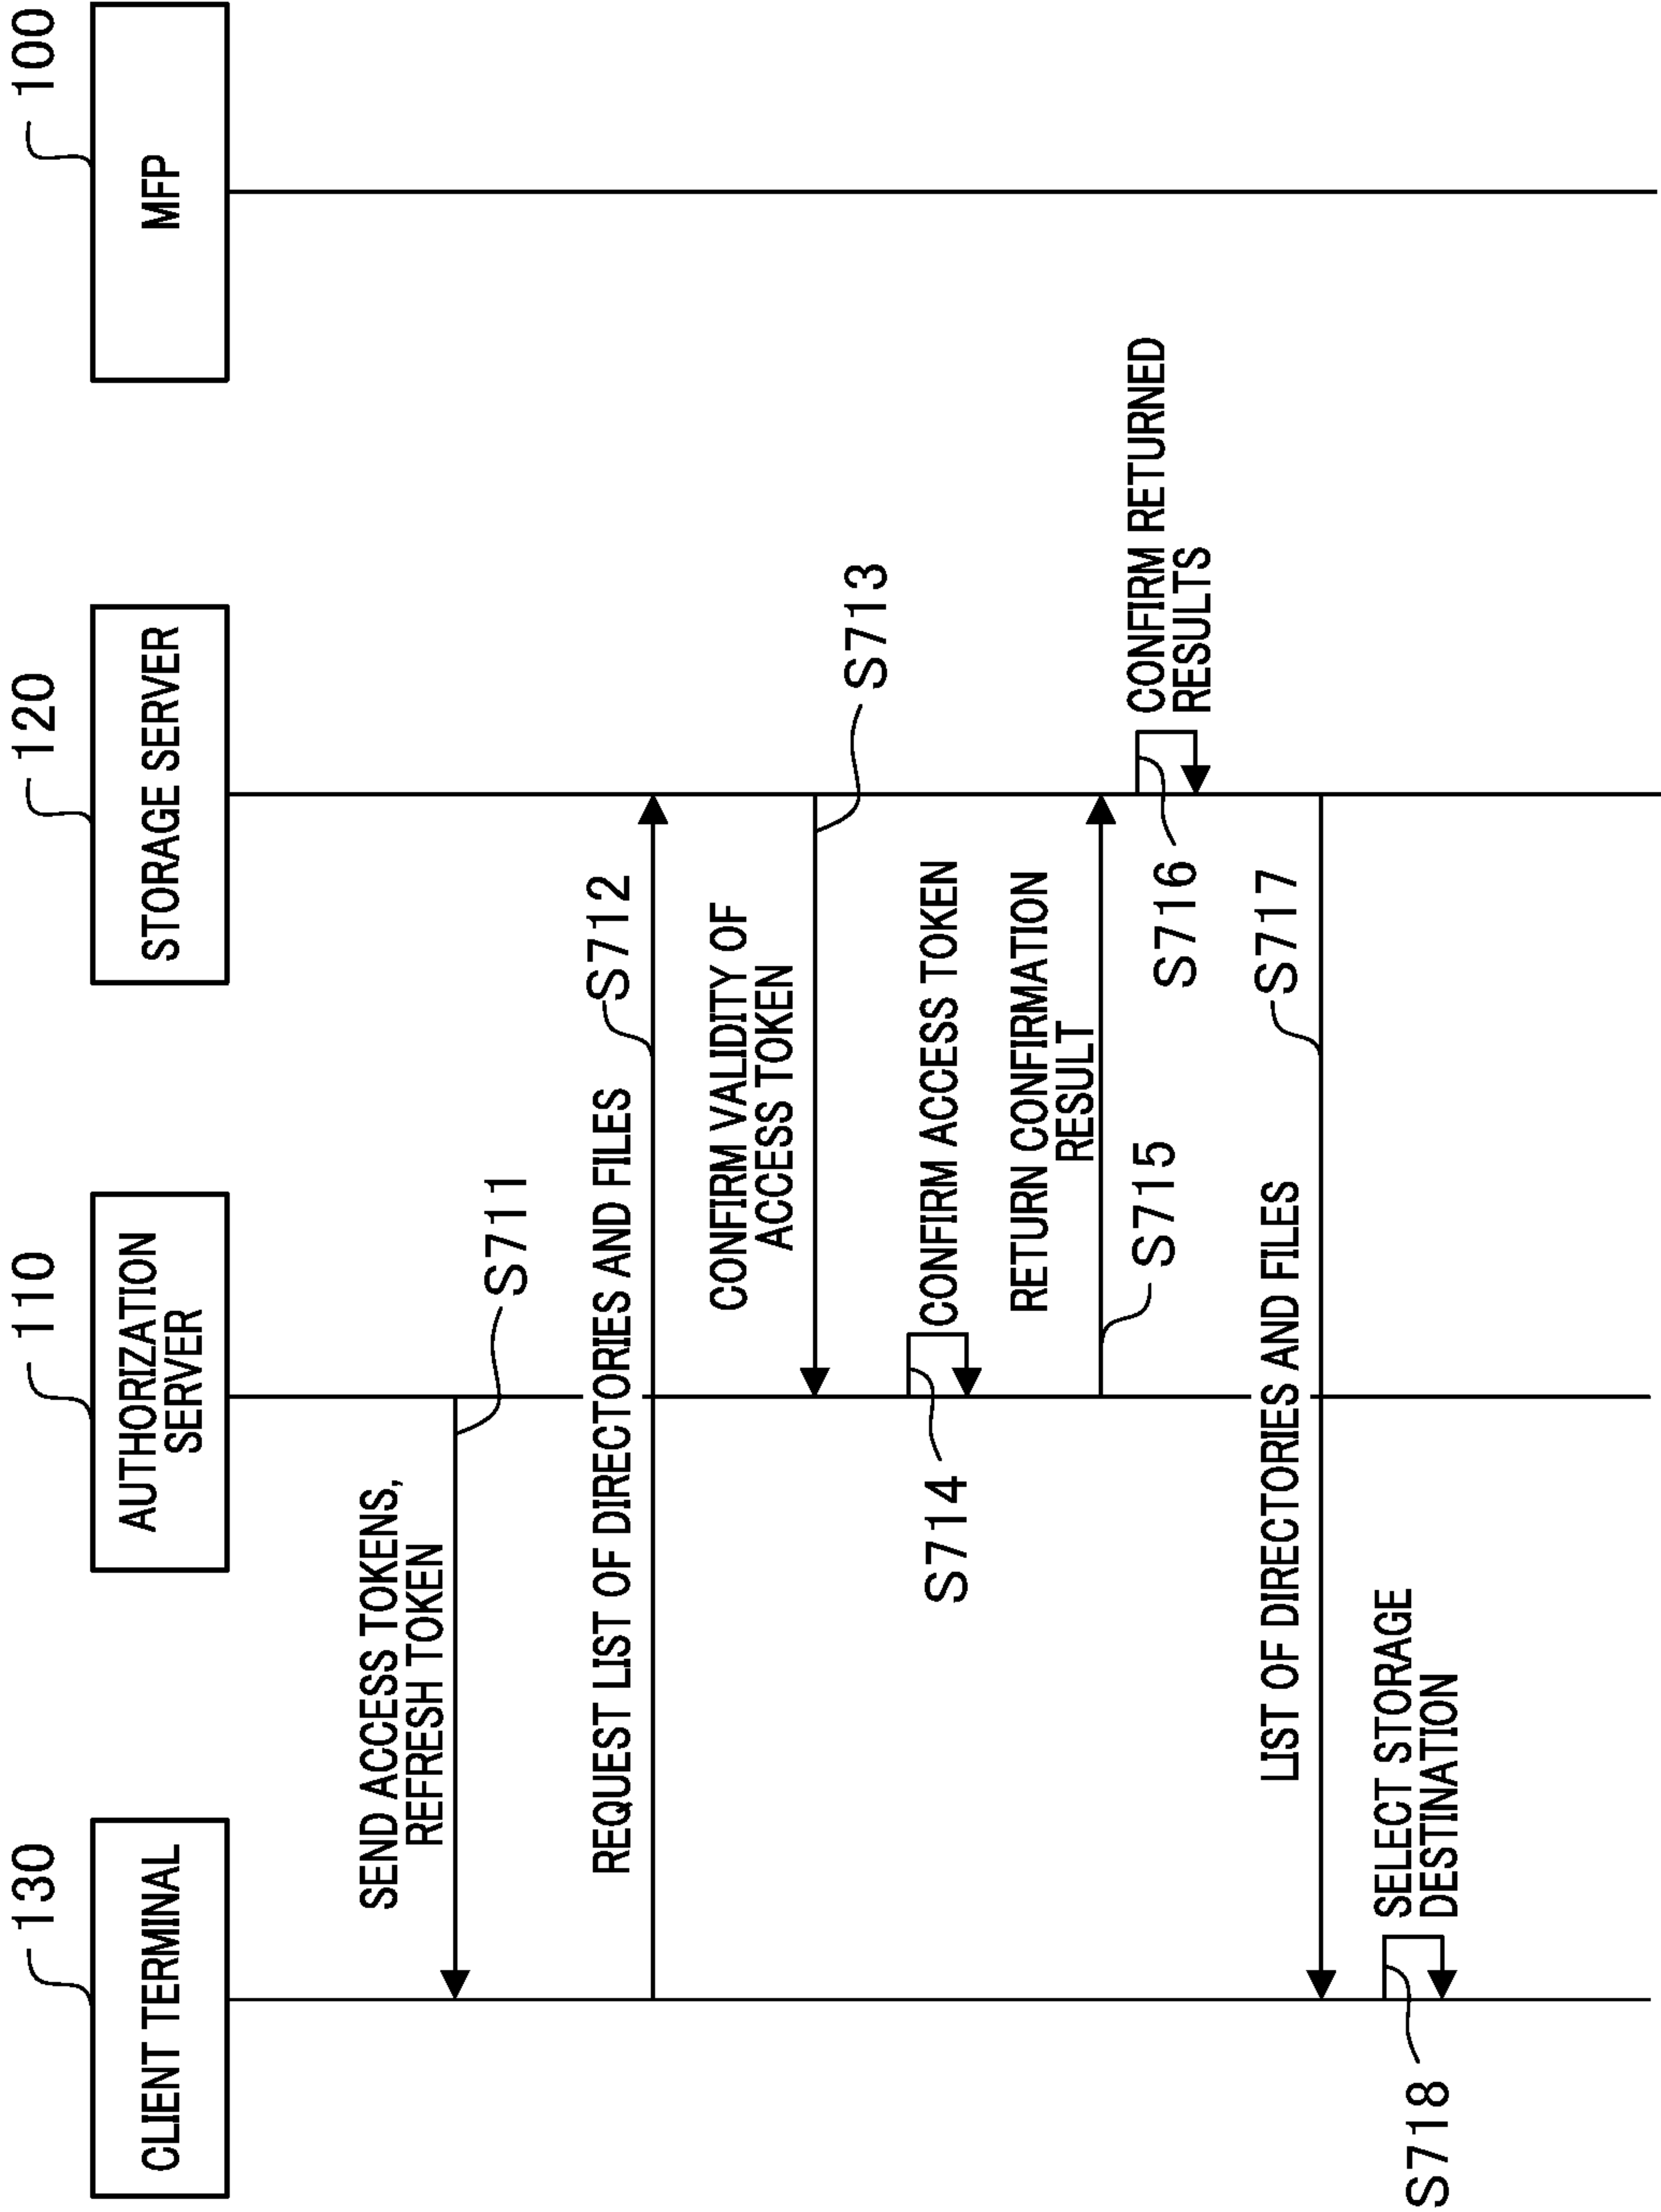 130
110
120
100
CLIENT TERMINAL
AUTHORIZATION
SERVER
STORAGE SERVER
MFP
SEND ACCESS TOKENS,
REFRESH TOKEN
S711
REQUEST LIST OF DIRECTORIES AND FILES
S712
CONFIRM VALIDITY OF
ACCESS TOKEN
S713
S714
CONFIRM ACCESS TOKEN
RETURN CONFIRMATION
RESULT
S715
S716
CONFIRM RETURNED
RESULTS
LIST OF DIRECTORIES AND FILES
S717
S718
SELECT STORAGE
DESTINATION